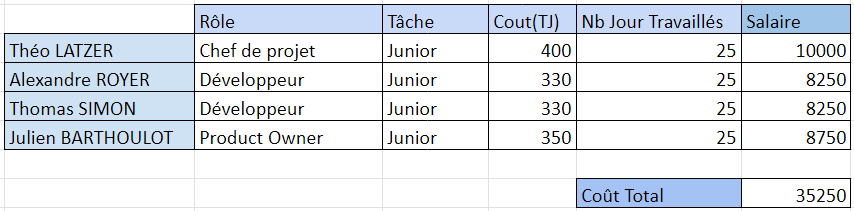 Rôle Tâche Cout(TJ) Nb Jour Travaillés Salaire
Théo LATZER Chef de projet Junior 400 25 10000
Alexandre ROYER Développeur Junior 330 25 8250
Thomas SIMON Développeur Junior 330 25 8250
Julien BARTHOULOT Product Owner Junior 350 25 8750
Coût Total 35250